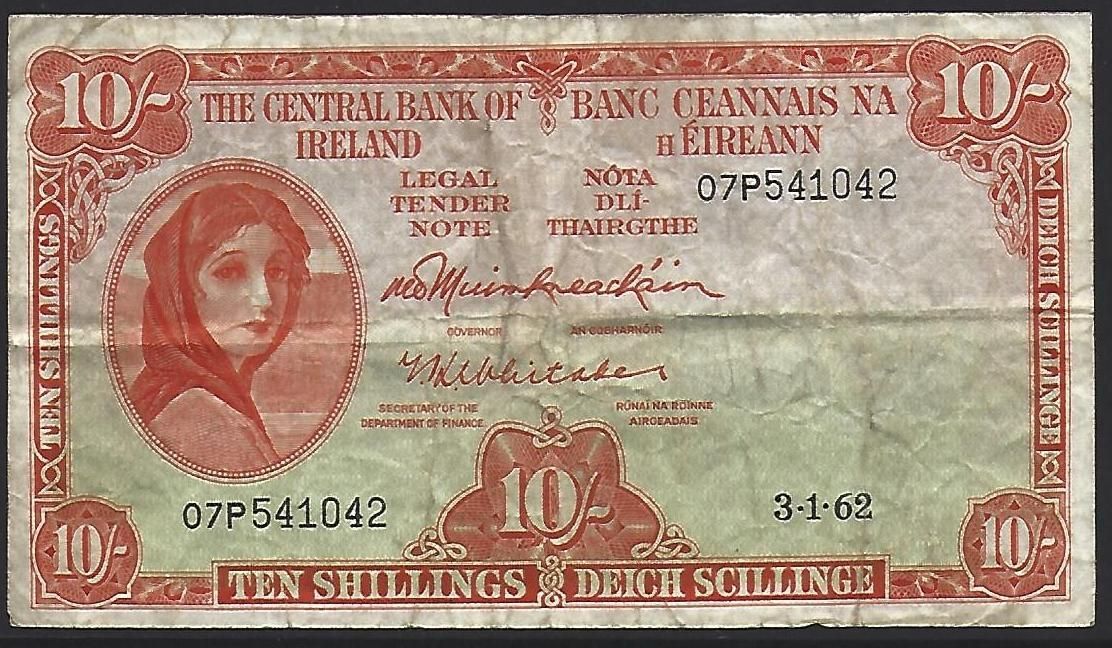 10/- 10/-
THE CENTRAL BANK OF
IRELAND
BANC CEANNAIS NA
H ÉIREANN
LEGAL
TENDER
NOTE
NÓTA
DLÍ-
THAIRGTHE
07P541042
GOVERNOR AN GOBHARNÓIR
T.K. Whitaker
SECRETARY OF THE
DEPARTMENT OF FINANCE
RÚNAÍ NA ROINNE
AIRGEADAIS
TEN SHILLINGS
DEICH SCILLINGE
07P541042
10/-
3·1·62
10/- 10/-
TEN SHILLINGS DEICH SCILLINGE